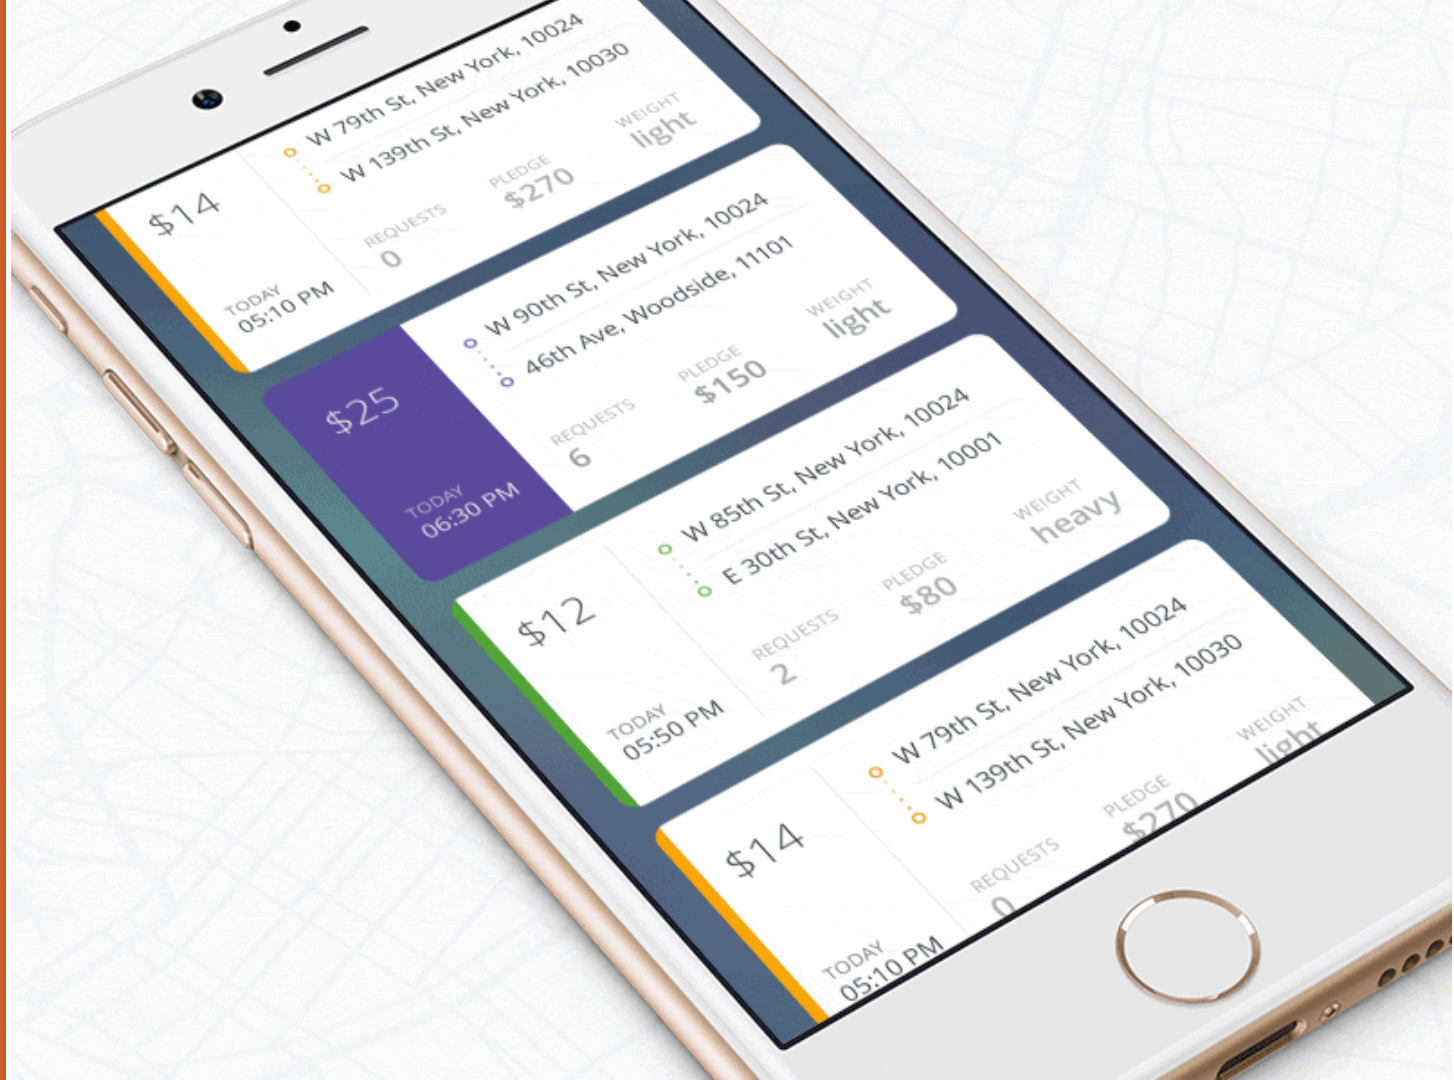 W 79th St, New York, 10024
W 139th St, New York, 10030
$14
REQUESTS
0
PLEDGE
$270
WEIGHT
light
TODAY
05:10 PM
W 90th St, New York, 10024
46th Ave, Woodside, 11101
$25
REQUESTS
6
PLEDGE
$150
WEIGHT
light
TODAY
06:30 PM
W 85th St, New York, 10024
E 30th St, New York, 10001
$12
REQUESTS
2
PLEDGE
$80
WEIGHT
heavy
TODAY
05:50 PM
W 79th St, New York, 10024
W 139th St, New York, 10030
$14
REQUESTS
0
PLEDGE
$270
WEIGHT
light
TODAY
05:10 PM